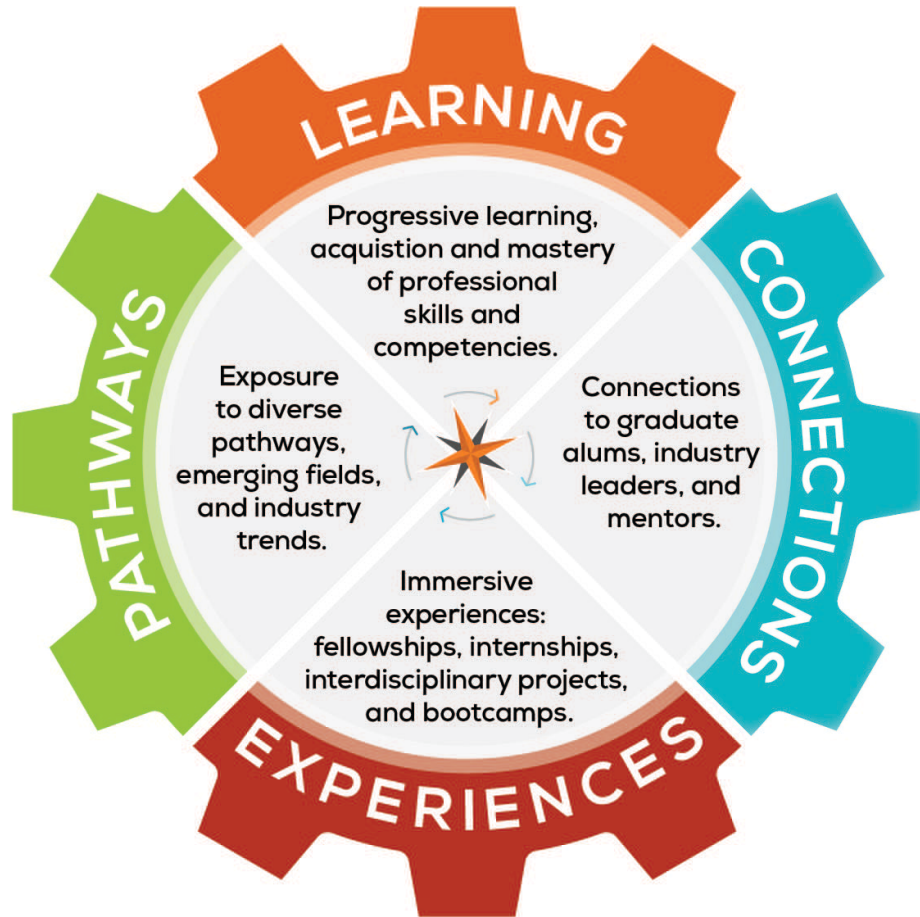 LEARNING
Progressive learning,
acquistion and mastery
of professional
skills and
competencies.
CONNECTIONS
Connections
to graduate
alums, industry
leaders, and
mentors.
EXPERIENCES
Immersive
experiences:
fellowships, internships,
interdisciplinary projects,
and bootcamps.
PATHWAYS
Exposure
to diverse
pathways,
emerging fields,
and industry
trends.